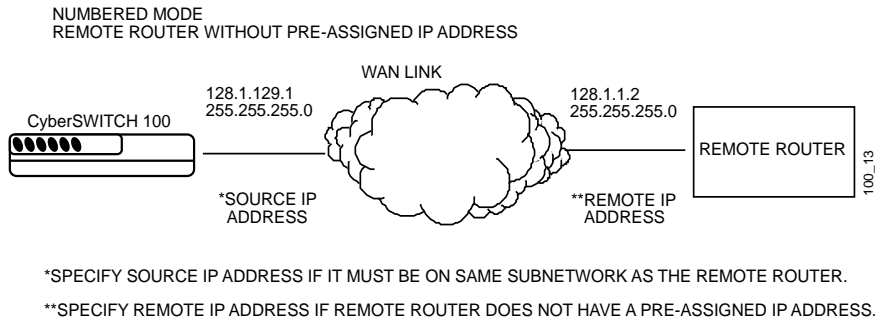 NUMBERED MODE
REMOTE ROUTER WITHOUT PRE-ASSIGNED IP ADDRESS
WAN LINK
128.1.129.1
255.255.255.0
128.1.1.2
255.255.255.0
CyberSWITCH 100
REMOTE ROUTER
100_13
*SOURCE IP
ADDRESS
**REMOTE IP
ADDRESS
*SPECIFY SOURCE IP ADDRESS IF IT MUST BE ON SAME SUBNETWORK AS THE REMOTE ROUTER.
**SPECIFY REMOTE IP ADDRESS IF REMOTE ROUTER DOES NOT HAVE A PRE-ASSIGNED IP ADDRESS.